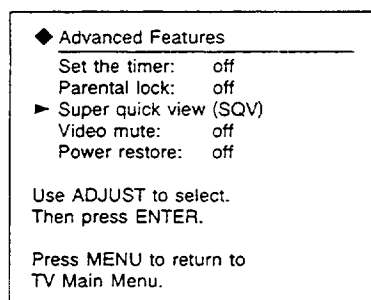 Advanced Features
Set the timer: off
Parental lock: off
Super quick view (SQV)
Video mute: off
Power restore: off
Use ADJUST to select.
Then press ENTER.
Press MENU to return to
TV Main Menu.